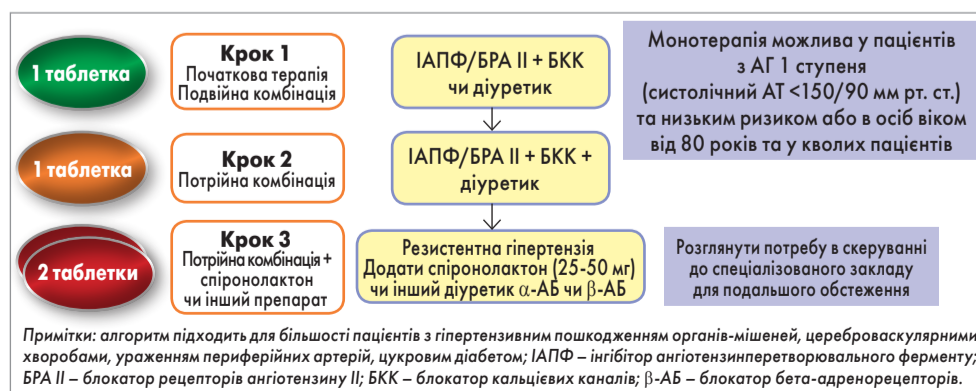 1 таблетка
Крок 1
Початкова терапія
Подвійна комбінація
ІАПФ/БРА ІІ + БКК
чи діуретик
Монотерапія можлива у пацієнтів
з АГ 1 ступеня
(систолічний АТ <150/90 мм рт. ст.)
та низьким ризиком або в осіб віком
від 80 років та у кволих пацієнтів
1 таблетка
Крок 2
Потрійна комбінація
ІАПФ/БРА ІІ + БКК +
діуретик
2 таблетки
Крок 3
Потрійна комбінація +
спіронолактон
чи інший препарат
Резистентна гіпертензія
Додати спіронолактон (25-50 мг)
чи інший діуретик α-АБ чи β-АБ
Розглянути потребу в скеруванні
до спеціалізованого закладу
для подальшого обстеження
Примітки: алгоритм підходить для більшості пацієнтів з гіпертензивним пошкодженням органів-мішеней, цереброваскулярними
хворобами, ураженням периферійних артерій, цукровим діабетом; ІАПФ – інгібітор ангіотензинперетворювального ферменту;
БРА ІІ – блокатор рецепторів ангіотензину ІІ; БКК – блокатор кальцієвих каналів; β-АБ – блокатор бета-адренорецепторів.